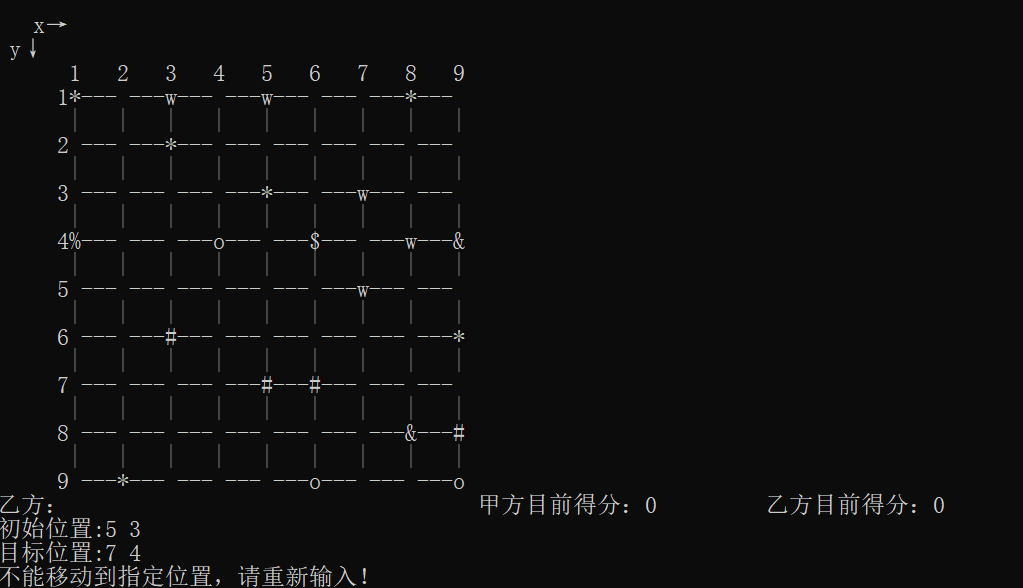 x→
y↓
1 2 3 4 5 6 7 8 9
1*--- ---w--- ---w--- --- ---*---
| | | | | | | | |
2 --- ---*--- --- --- --- --- ---
| | | | | | | | |
3 --- --- --- ---*--- ---w--- ---
| | | | | | | | |
4%--- --- ---o--- ---$--- ---w---&
| | | | | | | | |
5 --- --- --- --- --- ---w--- ---
| | | | | | | | |
6 --- ---#--- --- --- --- --- ---*
| | | | | | | | |
7 --- --- --- ---#---#--- --- ---
| | | | | | | | |
8 --- --- --- --- --- --- ---&---#
| | | | | | | | |
9 ---*--- --- --- ---o--- --- ---o
乙方: 甲方目前得分: 0 乙方目前得分: 0
初始位置:5 3
目标位置:7 4
不能移动到指定位置，请重新输入!